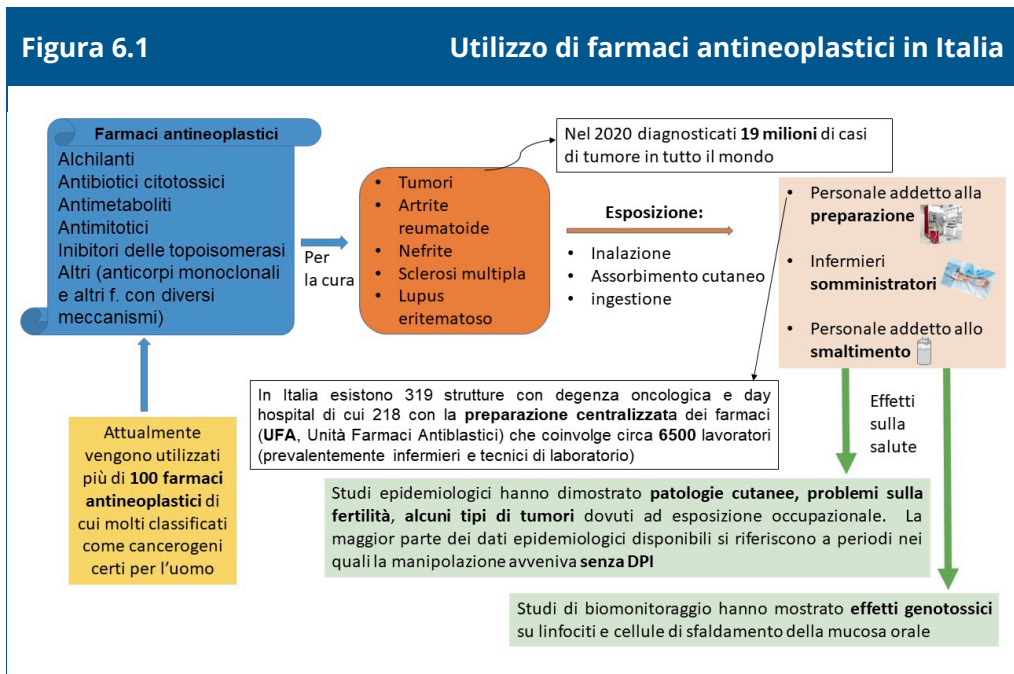 Figura 6.1
Utilizzo di farmaci antineoplastici in Italia
Farmaci antineoplastici
Alchilanti
Antibiotici citotossici
Antimetaboliti
Antimitotici
Inibitori delle topoisomerasi
Altri (anticorpi monoclonali
e altri f. con diversi
meccanismi)
Per
la cura
• Tumori
• Artrite
reumatoide
• Nefrite
• Sclerosi multipla
• Lupus
eritematoso
Nel 2020 diagnosticati 19 milioni di casi
di tumore in tutto il mondo
Esposizione:
• Inalazione
• Assorbimento cutaneo
• ingestione
• Personale addetto alla
preparazione
• Infermieri
somministratori
• Personale addetto allo
smaltimento
In Italia esistono 319 strutture con degenza oncologica e day
hospital di cui 218 con la preparazione centralizzata dei farmaci
(UFA, Unità Farmaci Antiblastici) che coinvolge circa 6500 lavoratori
(prevalentemente infermieri e tecnici di laboratorio)
Effetti
sulla
salute
Attualmente
vengono utilizzati
più di 100 farmaci
antineoplastici di
cui molti classificati
come cancerogeni
certi per l’uomo
Studi epidemiologici hanno dimostrato patologie cutanee, problemi sulla
fertilità, alcuni tipi di tumori dovuti ad esposizione occupazionale. La
maggior parte dei dati epidemiologici disponibili si riferiscono a periodi nei
quali la manipolazione avveniva senza DPI
Studi di biomonitoraggio hanno mostrato effetti genotossici
su linfociti e cellule di sfaldamento della mucosa orale